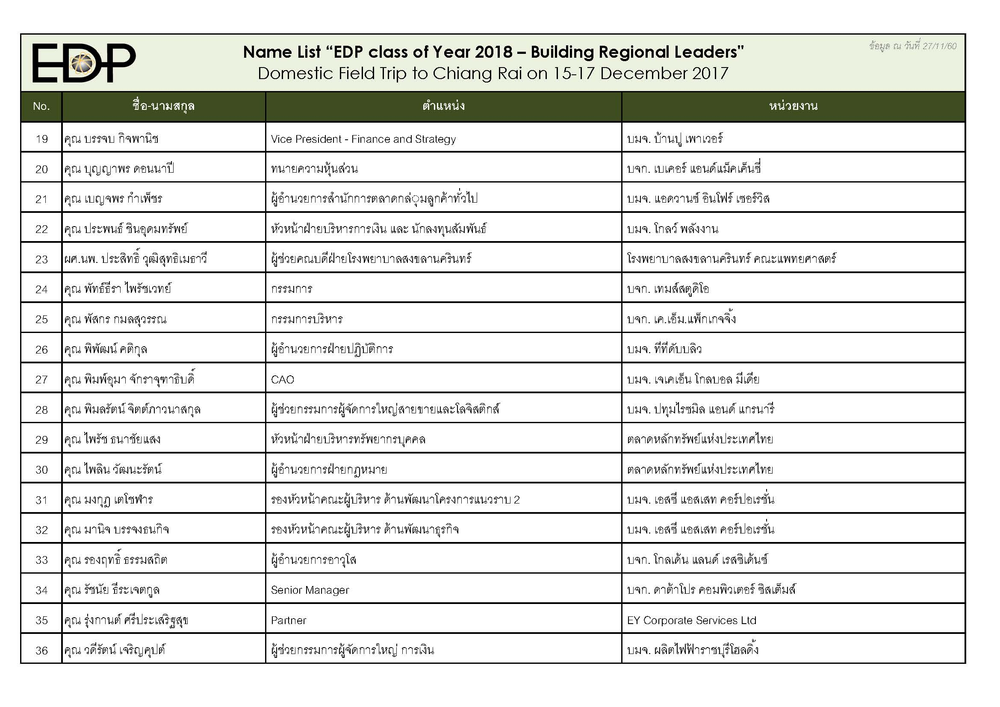 EDP
Name List “EDP class of Year 2018 – Building Regional Leaders"
ข้อมูล ณ วันที่ 27/11/60
Domestic Field Trip to Chiang Rai on 15-17 December 2017
No. ชื่อ-นามสกุล ตำแหน่ง หน่วยงาน
19 คุณ บรรจบ กิจพานิช Vice President - Finance and Strategy บมจ. บ้านปู เพาเวอร์
20 คุณ บุญญาพร ดอนนาปี ทนายความหุ้นส่วน บจก. เบเคอร์ แอนด์แม็คเค็นซี่
21 คุณ เบญจพร กำเพ็ชร ผู้อำนวยการสำนักการตลาดกลุ่มลูกค้าทั่วไป บมจ. แอดวานซ์ อินโฟร์ เซอร์วิส
22 คุณ ประพนธ์ ชินอุดมทรัพย์ หัวหน้าฝ่ายบริหารการเงิน และ นักลงทุนสัมพันธ์ บมจ. โกลว์ พลังงาน
23 ผศ.นพ. ประสิทธิ์ วุฒิสุทธิเมธาวี ผู้ช่วยคณบดีฝ่ายโรงพยาบาลสงขลานครินทร์ โรงพยาบาลสงขลานครินทร์ คณะแพทยศาสตร์
24 คุณ พัทธ์ธีรา ไพรัชเวทย์ กรรมการ บจก. เทมส์สตูดิโอ
25 คุณ พัสกร กมลสุวรรณ กรรมการบริหาร บจก. เค.เอ็ม.แพ็กเกจจิ้ง
26 คุณ พิพัฒน์ คติกุล ผู้อำนวยการฝ่ายปฏิบัติการ บมจ. ทีทีดับบลิว
27 คุณ พิมพ์อุมา จักราจุฑาธิบดิ์ CAO บมจ. เจเคเอ็น โกลบอล มีเดีย
28 คุณ พิมลรัตน์ จิตต์ภาวนาสกุล ผู้ช่วยกรรมการผู้จัดการใหญ่สายขายและโลจิสติกส์ บมจ. ปทุมไรซมิล แอนด์ แกรนารี
29 คุณ ไพรัช ธนาชัยแสง หัวหน้าฝ่ายบริหารทรัพยากรบุคคล ตลาดหลักทรัพย์แห่งประเทศไทย
30 คุณ ไพลิน วัฒนะรัตน์ ผู้อำนวยการฝ่ายกฎหมาย ตลาดหลักทรัพย์แห่งประเทศไทย
31 คุณ มงกุฎ เตโชฬาร รองหัวหน้าคณะผู้บริหาร ด้านพัฒนาโครงการแนวราบ 2 บมจ. เอสซี แอสเสท คอร์ปอเรชั่น
32 คุณ มานิจ บรรจงธนกิจ รองหัวหน้าคณะผู้บริหาร ด้านพัฒนาธุรกิจ บมจ. เอสซี แอสเสท คอร์ปอเรชั่น
33 คุณ รองฤทธิ์ ธรรมสถิต ผู้อำนวยการอาวุโส บจก. โกลเด้น แลนด์ เรสซิเด้นซ์
34 คุณ รัชนัย ธีระเจตกูล Senior Manager บจก. ดาต้าโปร คอมพิวเตอร์ ซิสเต็มส์
35 คุณ รุ่งกานต์ ศรีประเสริฐสุข Partner EY Corporate Services Ltd
36 คุณ วดีรัตน์ เจริญคุปต์ ผู้ช่วยกรรมการผู้จัดการใหญ่ การเงิน บมจ. ผลิตไฟฟ้าราชบุรีโฮลดิ้ง